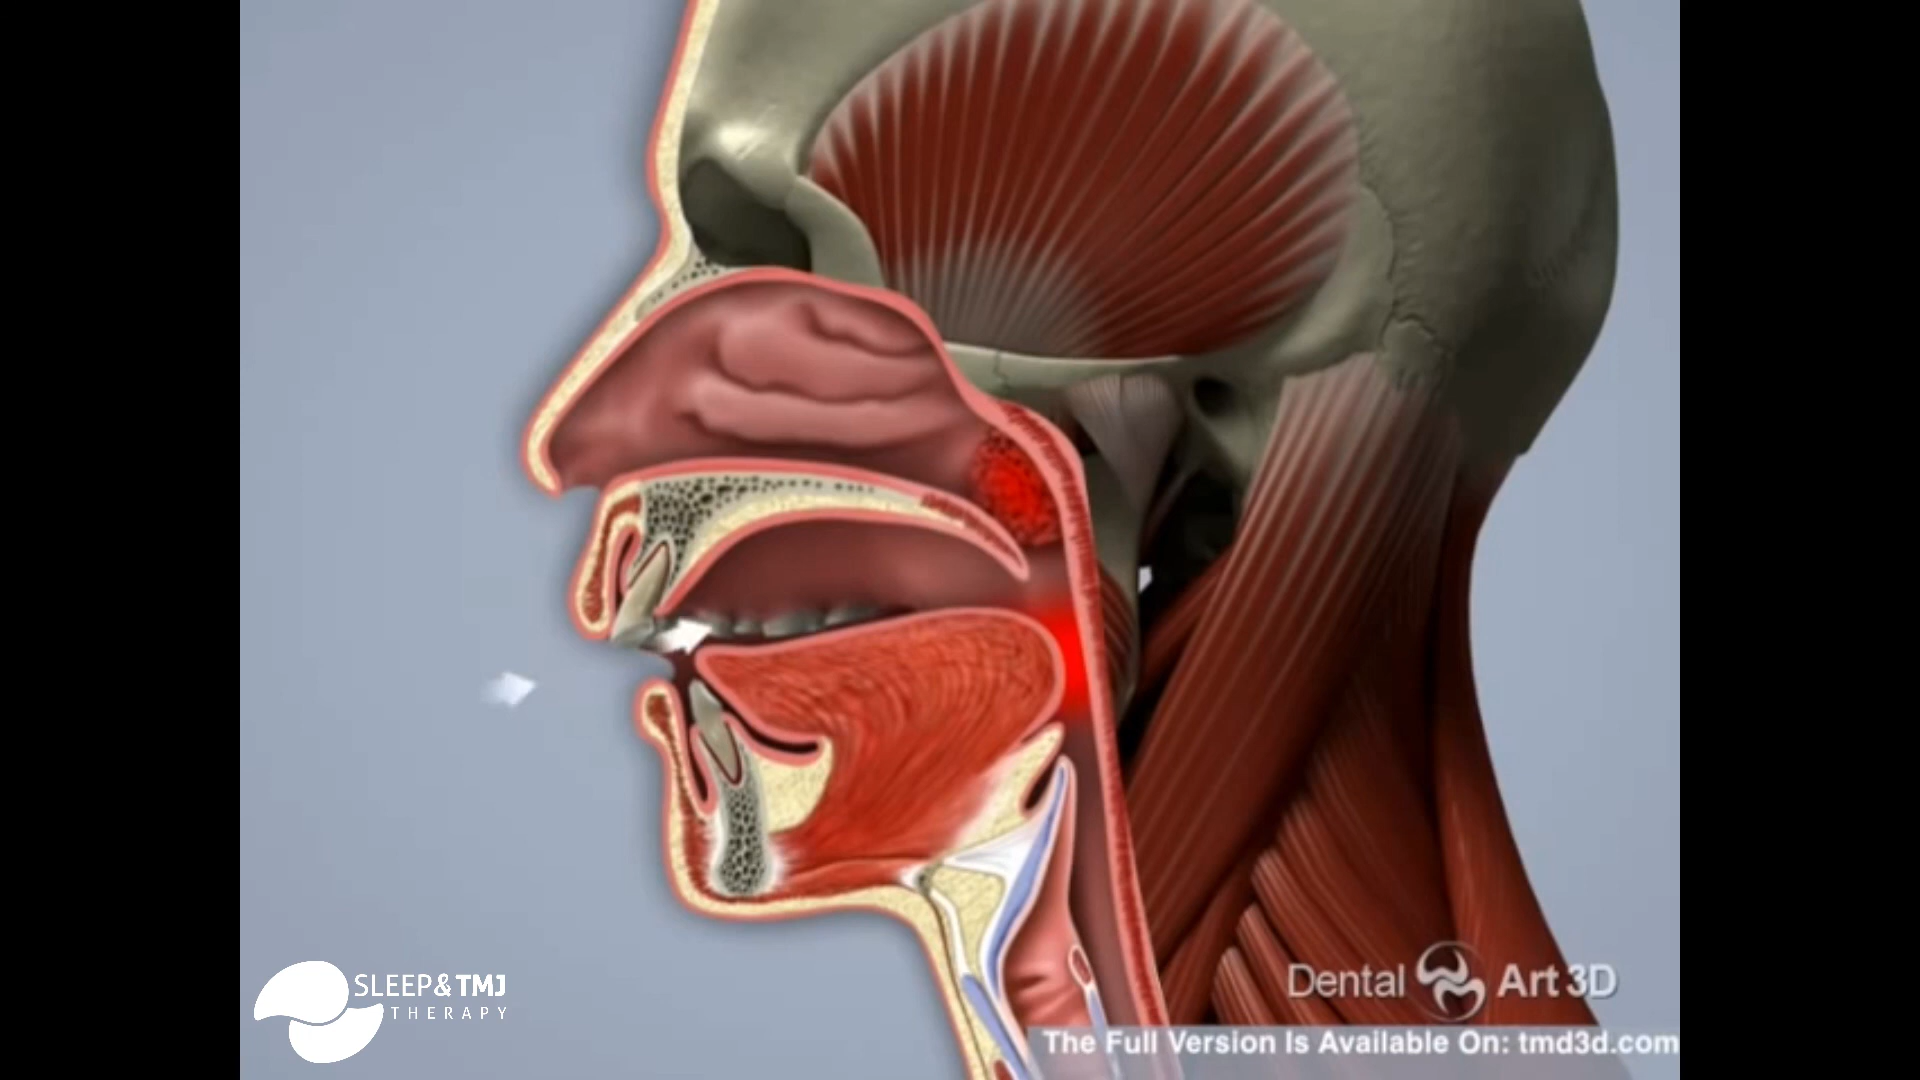 SLEEP&TMJ
THERAPY
Dental Art 3D
The Full Version Is Available On: tmd3d.com